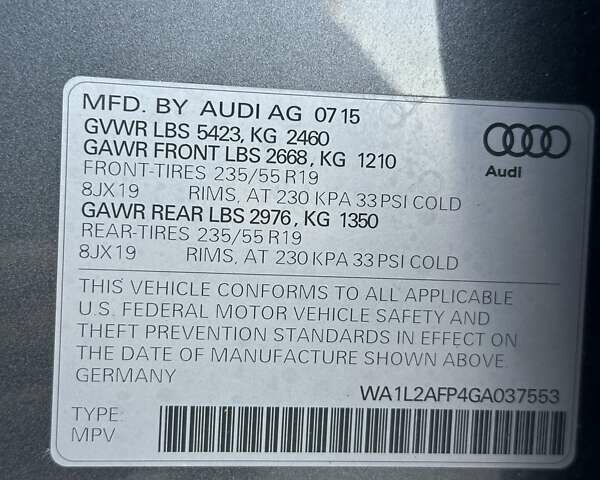 MFD. BY AUDI AG 07 15
GVWR LBS 5423, KG 2460
GAWR FRONT LBS 2668, KG 1210
FRONT-TIRES 235/55 R19
8JX19 RIMS, AT 230 KPA 33 PSI COLD
GAWR REAR LBS 2976, KG 1350
REAR-TIRES 235/55 R19
8JX19 RIMS, AT 230 KPA 33 PSI COLD
Audi
THIS VEHICLE CONFORMS TO ALL APPLICABLE
U.S. FEDERAL MOTOR VEHICLE SAFETY AND
THEFT PREVENTION STANDARDS IN EFFECT ON
THE DATE OF MANUFACTURE SHOWN ABOVE
GERMANY
WA1L2AFP4GA037553
TYPE:
MPV